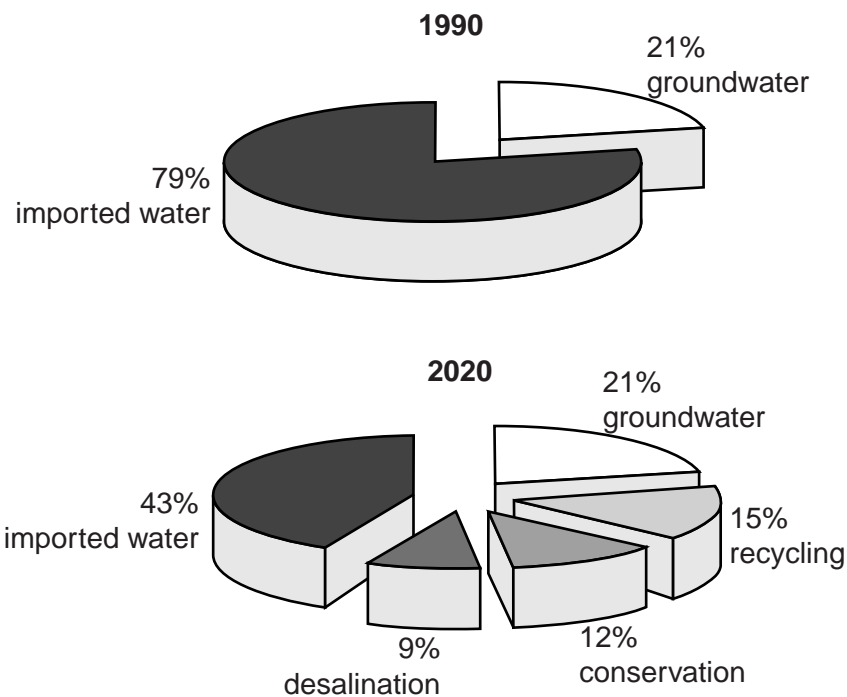 1990
21%
groundwater
79%
imported water
2020
21%
groundwater
43%
imported water
15%
recycling
12%
conservation
9%
desalination